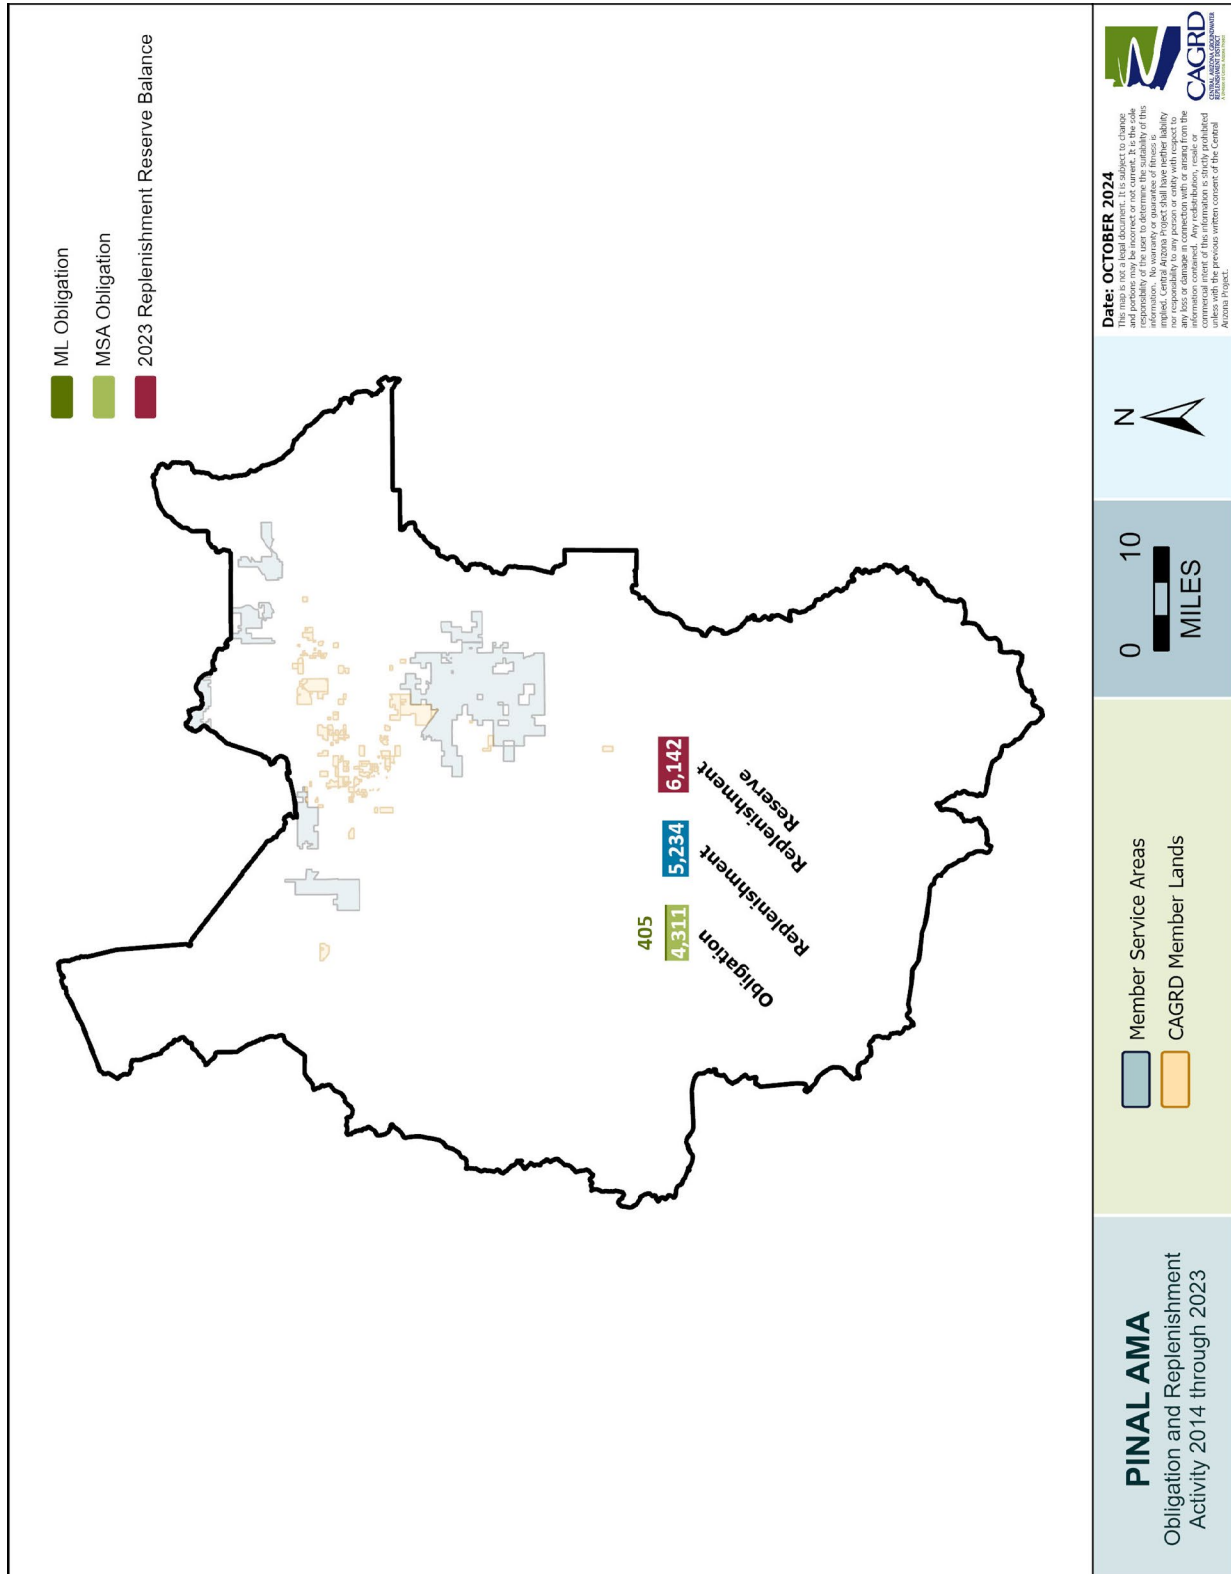 ML Obligation
MSA Obligation
2023 Replenishment Reserve Balance
405
4,311
5,234
6,142
Obligation
Replenishment
Replenishment
Reserve
PINAL AMA
Obligation and Replenishment
Activity 2014 through 2023
Member Service Areas
CAGRD Member Lands
0 10
MILES
N
Date: OCTOBER 2024
This map is not a legal document. It is subject to change
and portions may be incorrect or not current. It is the sole
responsibility of the user to determine the suitability of this
information. No warranty or guarantee of fitness is
implied. Central Arizona Project shall have neither liability
nor responsibility to any person or entity with respect to
any loss or damage in connection with or arising from the
information contained. Any redistribution, resale or
commercial intent of this information is strictly prohibited
unless with the previous written consent of the Central
Arizona Project.
CAGRD
CENTRAL ARIZONA GROUNDWATER
REPLENISHMENT DISTRICT